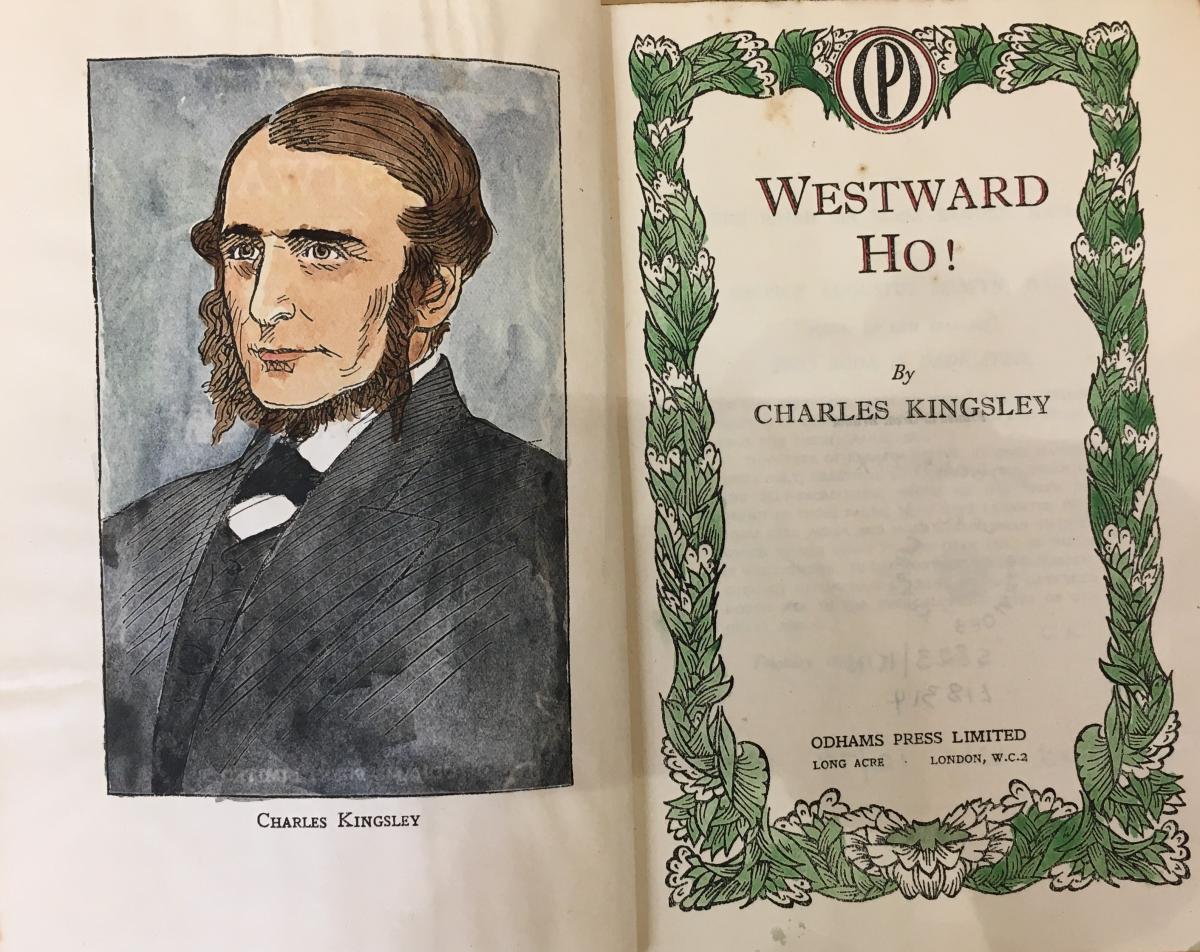 CHARLES KINGSLEY
OP
WESTWARD
HO!
By
CHARLES KINGSLEY
ODHAMS PRESS LIMITED
LONG ACRE · LONDON, W.C.2